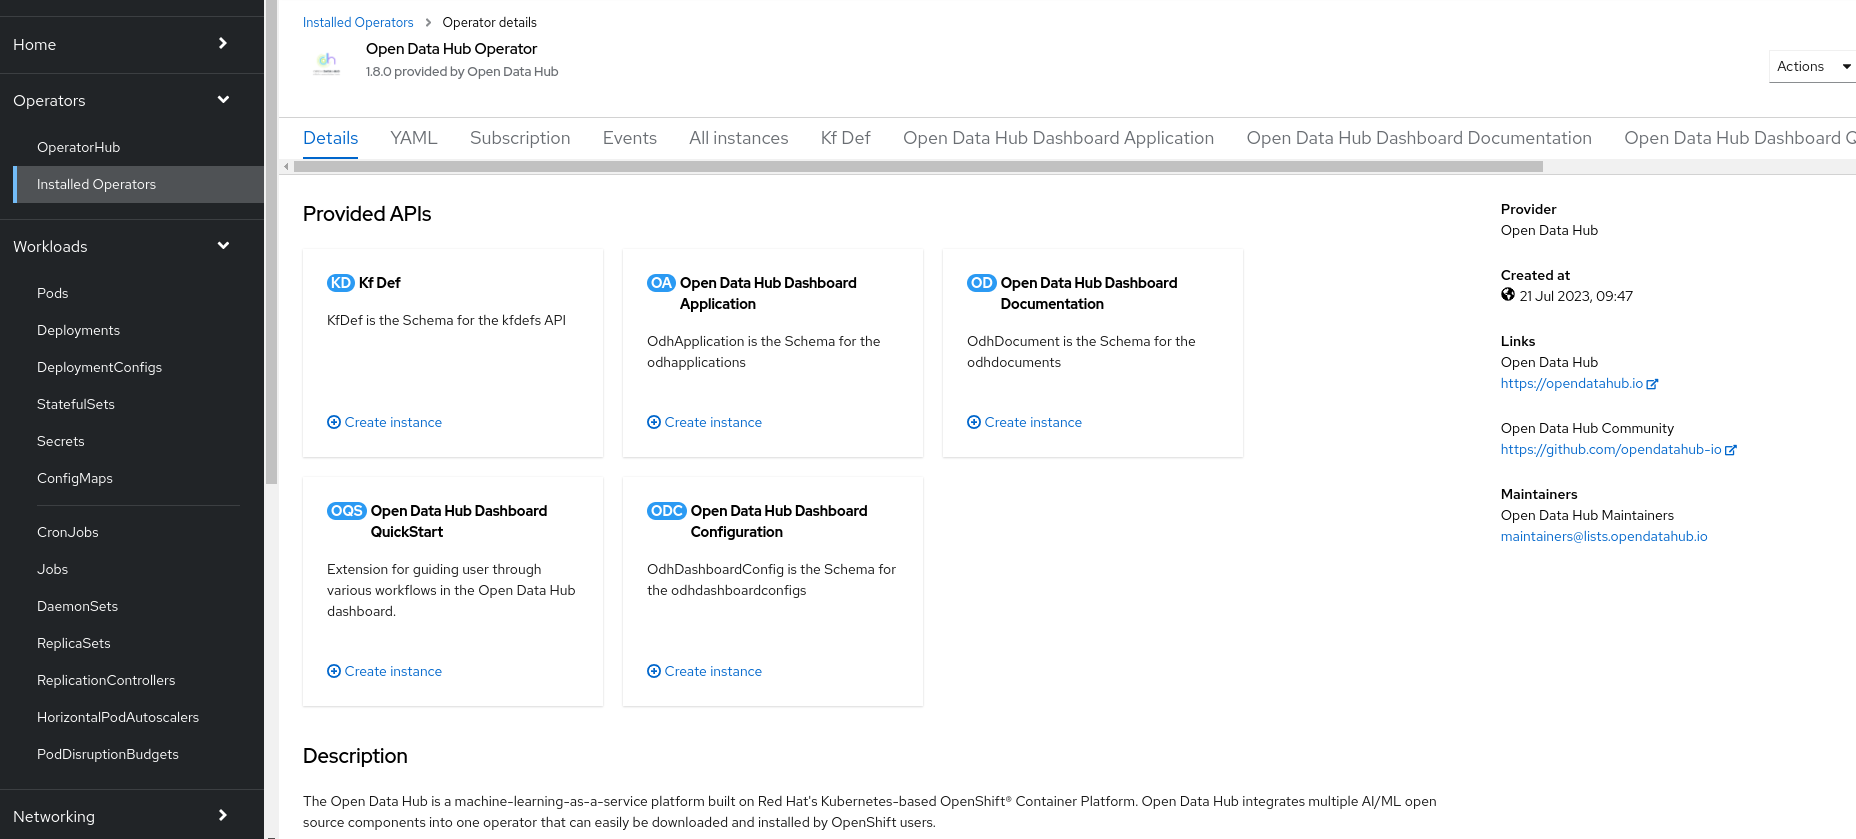 Home
Operators
OperatorHub
Installed Operators
Workloads
Pods
Deployments
DeploymentConfigs
StatefulSets
Secrets
ConfigMaps
CronJobs
Jobs
DaemonSets
ReplicaSets
ReplicationControllers
HorizontalPodAutoscalers
PodDisruptionBudgets
Networking
Installed Operators > Operator details
Open Data Hub Operator
1.8.0 provided by Open Data Hub
Actions
Details YAML Subscription Events All instances Kf Def Open Data Hub Dashboard Application Open Data Hub Dashboard Documentation Open Data Hub Dashboard Q
Provided APIs
KD Kf Def
KfDef is the Schema for the kfdefs API
Create instance
OA Open Data Hub Dashboard
Application
OdhApplication is the Schema for the
odhapplications
Create instance
OD Open Data Hub Dashboard
Documentation
OdhDocument is the Schema for the
odhdocuments
Create instance
OQS Open Data Hub Dashboard
QuickStart
Extension for guiding user through
various workflows in the Open Data Hub
dashboard.
Create instance
ODC Open Data Hub Dashboard
Configuration
OdhDashboardConfig is the Schema for
the odhdashboardconfigs
Create instance
Provider
Open Data Hub
Created at
21 Jul 2023, 09:47
Links
Open Data Hub
https://opendatahub.io
Open Data Hub Community
https://github.com/opendatahub-io
Maintainers
Open Data Hub Maintainers
maintainers@lists.opendatahub.io
Description
The Open Data Hub is a machine-learning-as-a-service platform built on Red Hat's Kubernetes-based OpenShift® Container Platform. Open Data Hub integrates multiple AI/ML open
source components into one operator that can easily be downloaded and installed by OpenShift users.